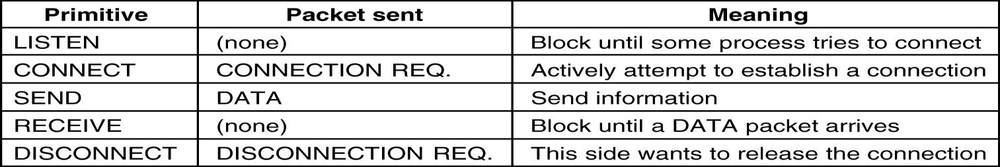 Primitive Packet sent Meaning
LISTEN (none) Block until some process tries to connect
CONNECT CONNECTION REQ. Actively attempt to establish a connection
SEND DATA Send information
RECEIVE (none) Block until a DATA packet arrives
DISCONNECT DISCONNECTION REQ. This side wants to release the connection